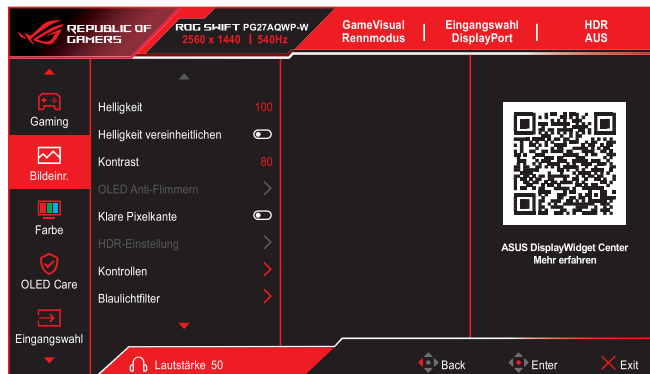 REPUBLIC OF
GAMERS
ROG SWIFT PG27AQWP-W
2560 x 1440 | 540Hz
GameVisual
Rennmodus
Eingangswahl
DisplayPort
HDR
AUS
Gaming
Bildeinr.
Farbe
OLED Care
Eingangswahl
Helligkeit 100
Helligkeit vereinheitlichen
Kontrast 80
OLED Anti-Flimmern
Klare Pixelkante
HDR-Einstellung
Kontrollen
Blaulichtfilter
ASUS DisplayWidget Center
Mehr erfahren
Lautstärke 50
Back
Enter
Exit